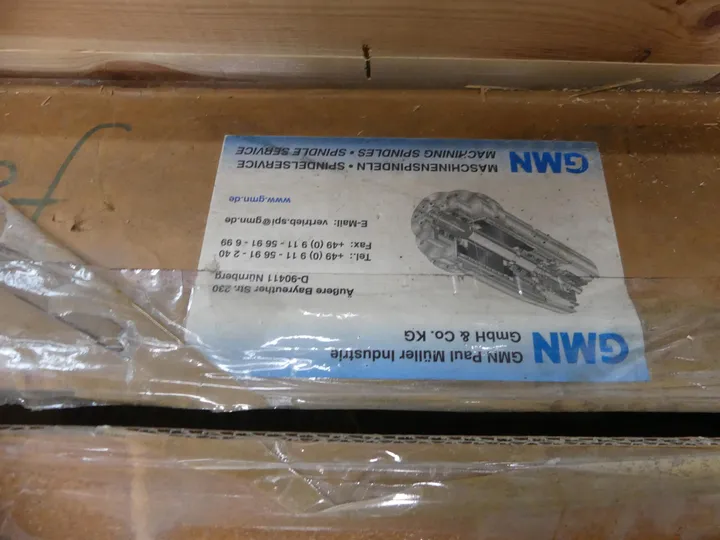 GMN
GMN Paul Müller Industrie
GmbH & Co. KG
Äußere Bayreuther Str. 230
D-90411 Nürnberg
Tel.: +49 (0) 9 11 - 56 91 - 2 40
Fax: +49 (0) 9 11 - 56 91 - 6 99
E-Mail: vertrieb.spi@gmn.de
www.gmn.de
GMN
MASCHINENSPINDELN • SPINDELSERVICE
MACHINING SPINDLES • SPINDLE SERVICE